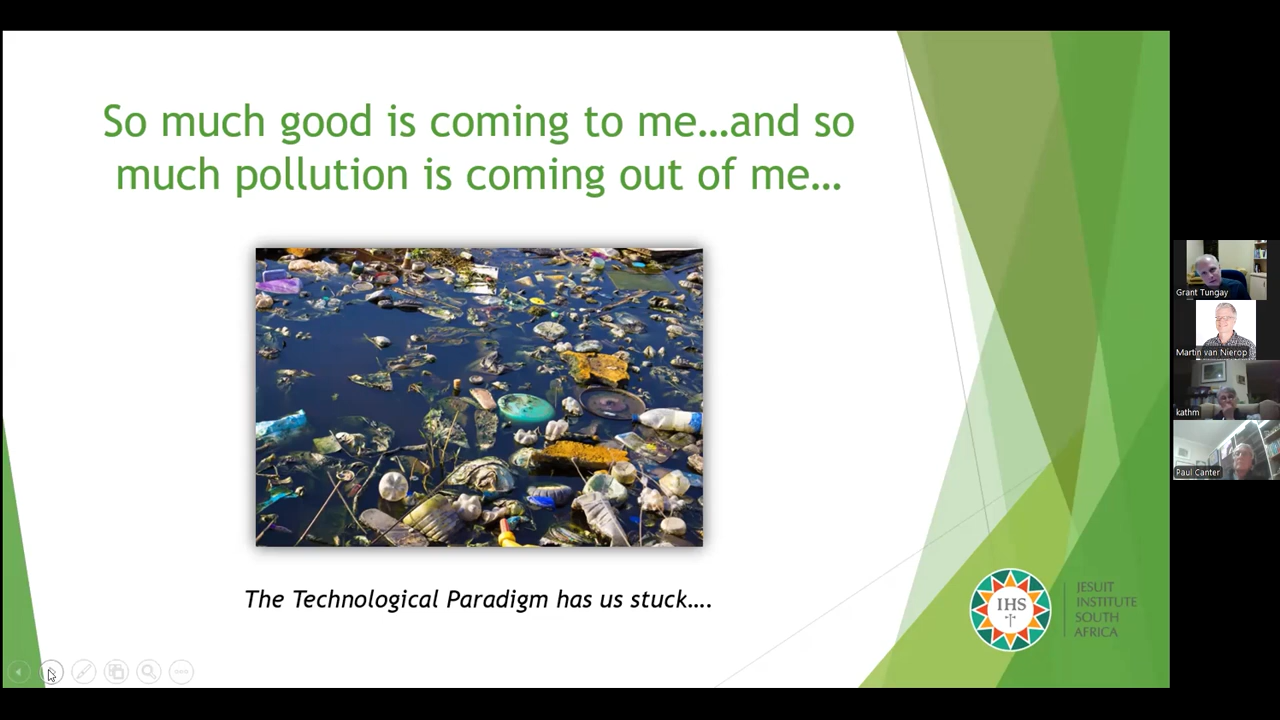 So much good is coming to me…and so
much pollution is coming out of me…
The Technological Paradigm has us stuck….
IHS
JESUIT
INSTITUTE
SOUTH
AFRICA
Grant Tungay
Martin van Nierop
kathm
Paul Canter